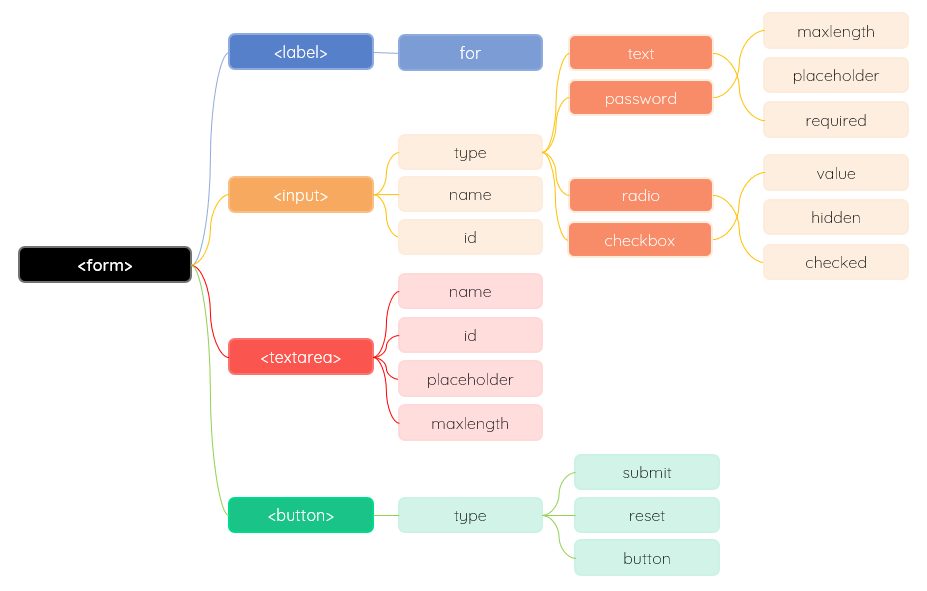 <form>
<label>
for
<input>
type
text
password
maxlength
placeholder
required
radio
checkbox
value
hidden
checked
name
id
<textarea>
name
id
placeholder
maxlength
<button>
type
submit
reset
button